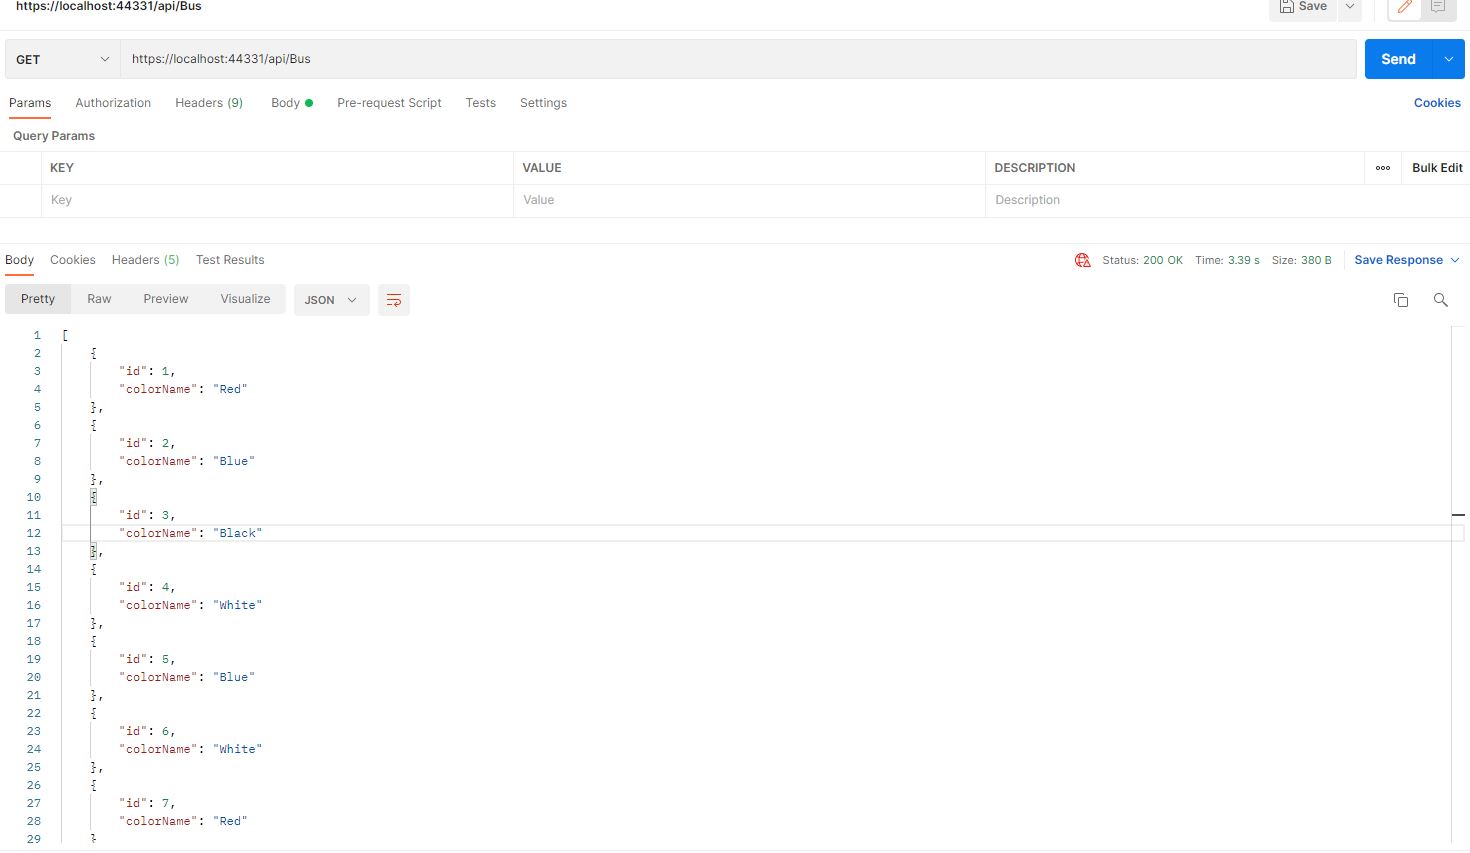 https://localhost:44331/api/Bus
Save
GET
https://localhost:44331/api/Bus
Send
Params Authorization Headers (9) Body Pre-request Script Tests Settings Cookies
Query Params
KEY VALUE DESCRIPTION ooo Bulk Edit
Key Value Description
Body Cookies Headers (5) Test Results Status: 200 OK Time: 3.39 s Size: 380 B Save Response
Pretty Raw Preview Visualize JSON
1 [
2 {
3 "id": 1,
4 "colorName": "Red"
5 },
6 {
7 "id": 2,
8 "colorName": "Blue"
9 },
10 {
11 "id": 3,
12 "colorName": "Black"
13 },
14 {
15 "id": 4,
16 "colorName": "White"
17 },
18 {
19 "id": 5,
20 "colorName": "Blue"
21 },
22 {
23 "id": 6,
24 "colorName": "White"
25 },
26 {
27 "id": 7,
28 "colorName": "Red"
29 }